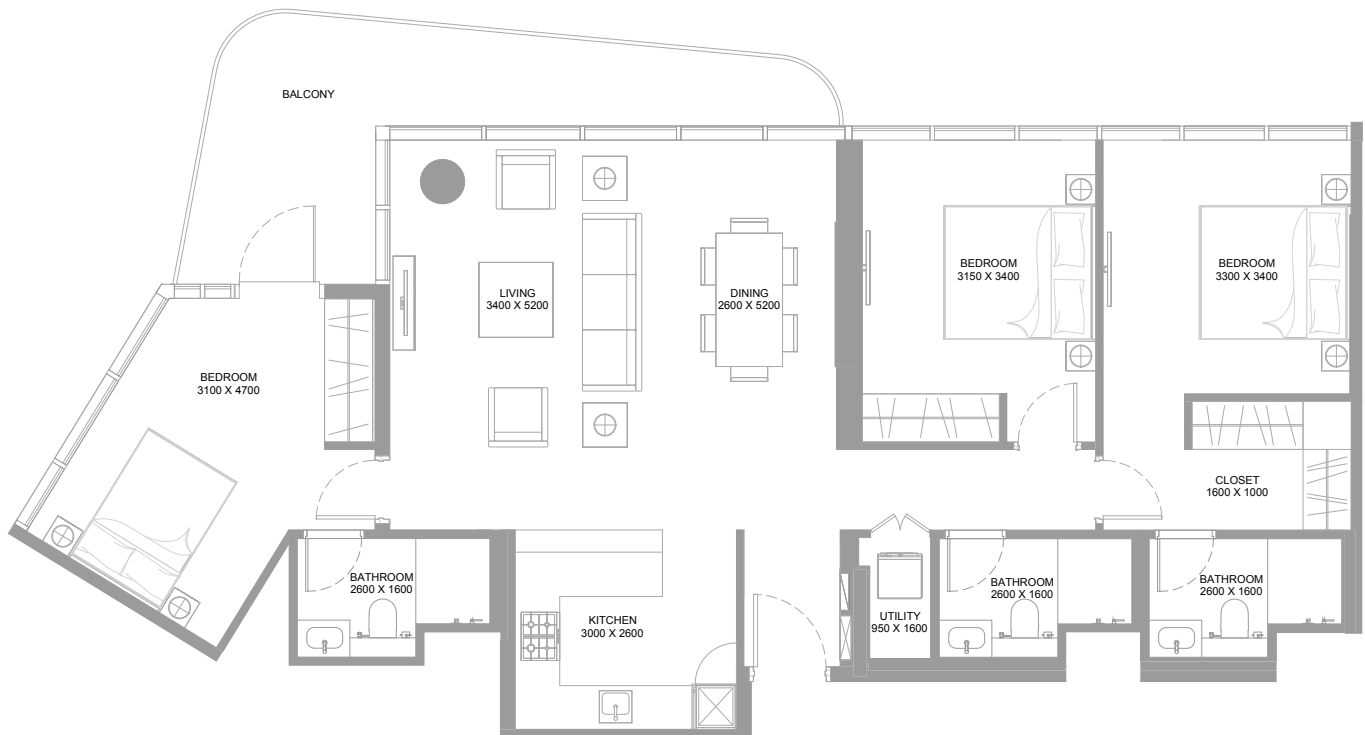 BALCONY
BEDROOM
3150 X 3400
BEDROOM
3300 X 3400
LIVING
3400 X 5200
DINING
2600 X 5200
BEDROOM
3100 X 4700
CLOSET
1600 X 1000
BATHROOM
2600 X 1600
BATHROOM
2600 X 1600
BATHROOM
2600 X 1600
KITCHEN
3000 X 2600
UTILITY
950 X 1600